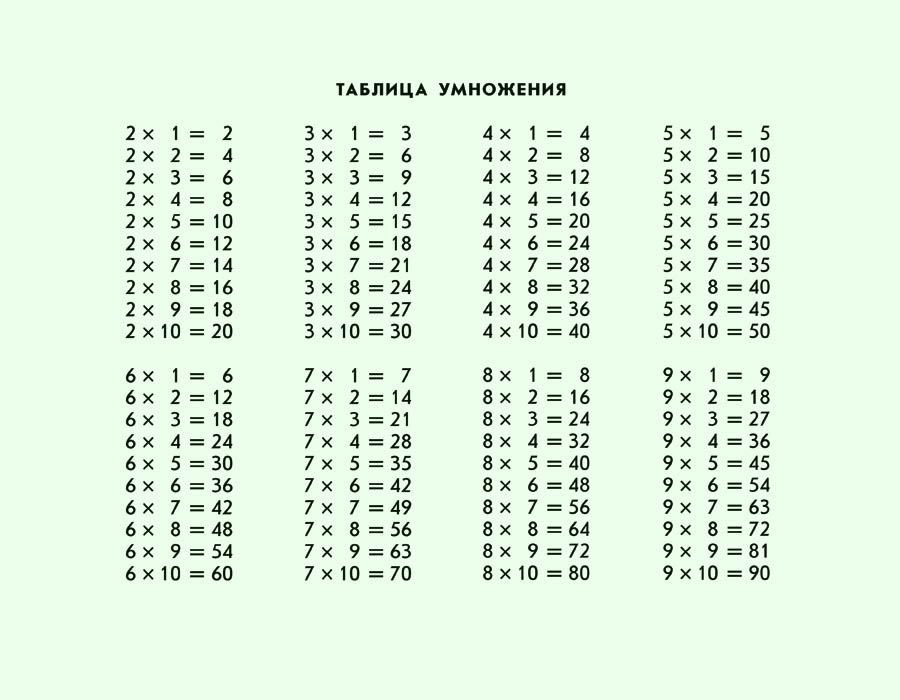 ТАБЛИЦА УМНОЖЕНИЯ
2 × 1 = 2
2 × 2 = 4
2 × 3 = 6
2 × 4 = 8
2 × 5 = 10
2 × 6 = 12
2 × 7 = 14
2 × 8 = 16
2 × 9 = 18
2 × 10 = 20
3 × 1 = 3
3 × 2 = 6
3 × 3 = 9
3 × 4 = 12
3 × 5 = 15
3 × 6 = 18
3 × 7 = 21
3 × 8 = 24
3 × 9 = 27
3 × 10 = 30
4 × 1 = 4
4 × 2 = 8
4 × 3 = 12
4 × 4 = 16
4 × 5 = 20
4 × 6 = 24
4 × 7 = 28
4 × 8 = 32
4 × 9 = 36
4 × 10 = 40
5 × 1 = 5
5 × 2 = 10
5 × 3 = 15
5 × 4 = 20
5 × 5 = 25
5 × 6 = 30
5 × 7 = 35
5 × 8 = 40
5 × 9 = 45
5 × 10 = 50
6 × 1 = 6
6 × 2 = 12
6 × 3 = 18
6 × 4 = 24
6 × 5 = 30
6 × 6 = 36
6 × 7 = 42
6 × 8 = 48
6 × 9 = 54
6 × 10 = 60
7 × 1 = 7
7 × 2 = 14
7 × 3 = 21
7 × 4 = 28
7 × 5 = 35
7 × 6 = 42
7 × 7 = 49
7 × 8 = 56
7 × 9 = 63
7 × 10 = 70
8 × 1 = 8
8 × 2 = 16
8 × 3 = 24
8 × 4 = 32
8 × 5 = 40
8 × 6 = 48
8 × 7 = 56
8 × 8 = 64
8 × 9 = 72
8 × 10 = 80
9 × 1 = 9
9 × 2 = 18
9 × 3 = 27
9 × 4 = 36
9 × 5 = 45
9 × 6 = 54
9 × 7 = 63
9 × 8 = 72
9 × 9 = 81
9 × 10 = 90